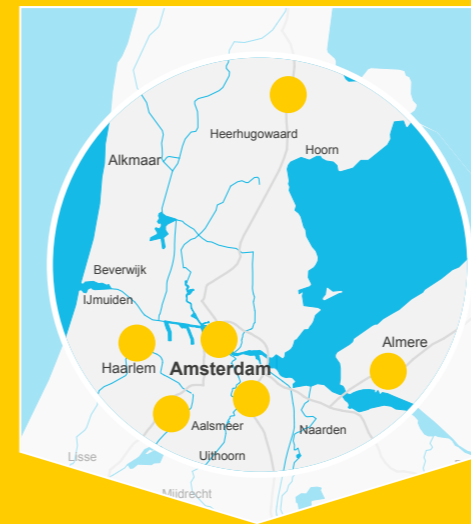 Heerhugowaard
Hoorn
Alkmaar
Beverwijk
IJmuiden
Almere
Haarlem
Amsterdam
Aalsmeer
Naarden
Uithoorn
Lisse
Mijdrecht